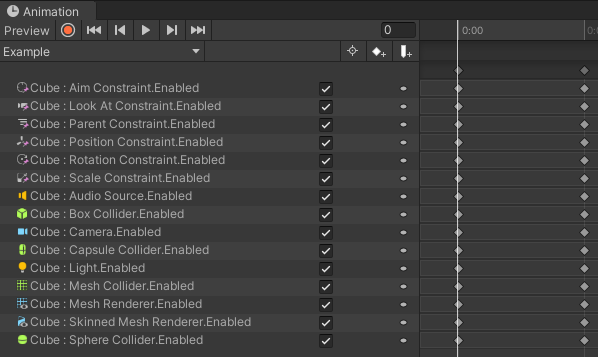 Animation
Preview 0 0:00 0:0
Example
Cube : Aim Constraint.Enabled
Cube : Look At Constraint.Enabled
Cube : Parent Constraint.Enabled
Cube : Position Constraint.Enabled
Cube : Rotation Constraint.Enabled
Cube : Scale Constraint.Enabled
Cube : Audio Source.Enabled
Cube : Box Collider.Enabled
Cube : Camera.Enabled
Cube : Capsule Collider.Enabled
Cube : Light.Enabled
Cube : Mesh Collider.Enabled
Cube : Mesh Renderer.Enabled
Cube : Skinned Mesh Renderer.Enabled
Cube : Sphere Collider.Enabled